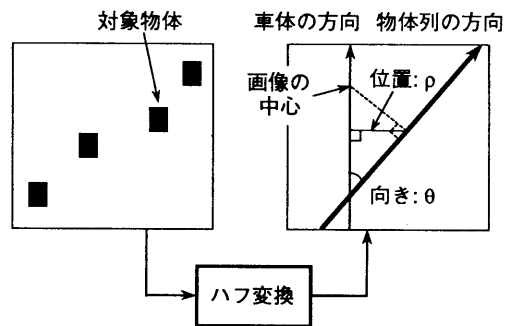 対象物体
車体の方向 物体列の方向
画像の
中心
位置: ρ
向き: θ
ハフ変換